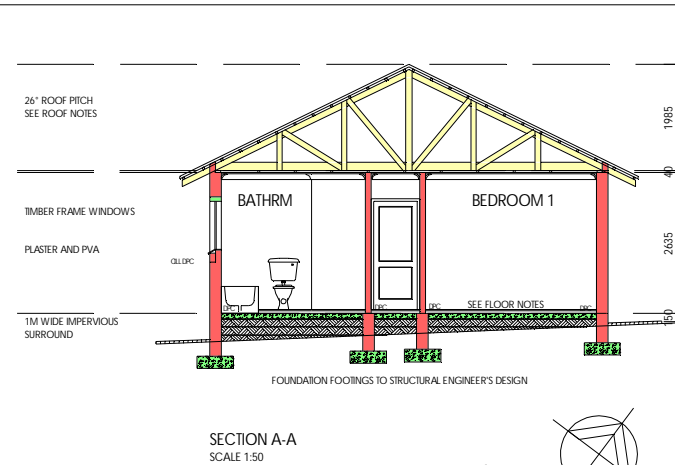 26° ROOF PITCH
SEE ROOF NOTES
1985
40
TIMBER FRAME WINDOWS
BATHRM
BEDROOM 1
PLASTER AND PVA
CILL DPC
2635
DPC
DPC
DPC
SEE FLOOR NOTES
DPC
1M WIDE IMPERVIOUS
SURROUND
150
FOUNDATION FOOTINGS TO STRUCTURAL ENGINEER'S DESIGN
SECTION A-A
SCALE 1:50